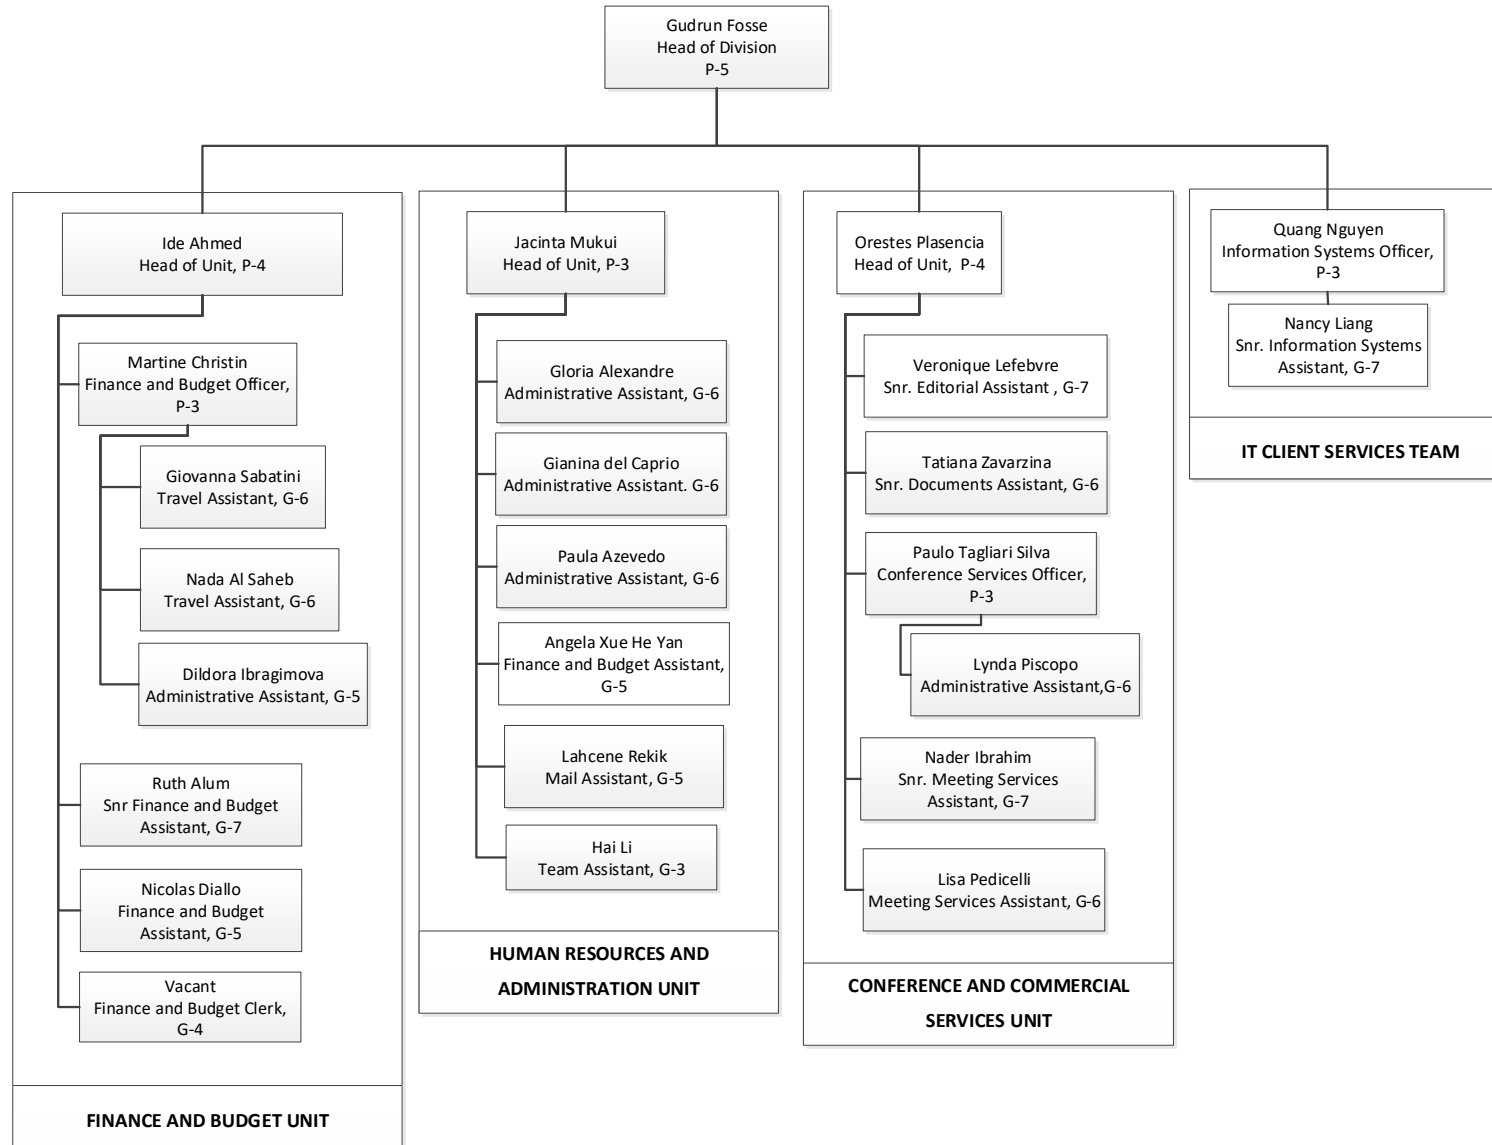 Gudrun Fosse
Head of Division
P-5
Ide Ahmed
Head of Unit, P-4
Martine Christin
Finance and Budget Officer,
P-3
Giovanna Sabatini
Travel Assistant, G-6
Nada Al Saheb
Travel Assistant, G-6
Dildora Ibragimova
Administrative Assistant, G-5
Ruth Alum
Snr Finance and Budget
Assistant, G-7
Nicolas Diallo
Finance and Budget
Assistant, G-5
Vacant
Finance and Budget Clerk,
G-4
FINANCE AND BUDGET UNIT
Jacinta Mukui
Head of Unit, P-3
Gloria Alexandre
Administrative Assistant, G-6
Gianina del Caprio
Administrative Assistant. G-6
Paula Azevedo
Administrative Assistant, G-6
Angela Xue He Yan
Finance and Budget Assistant,
G-5
Lahcene Rekik
Mail Assistant, G-5
Hai Li
Team Assistant, G-3
HUMAN RESOURCES AND
ADMINISTRATION UNIT
Orestes Plasencia
Head of Unit, P-4
Veronique Lefebvre
Snr. Editorial Assistant , G-7
Tatiana Zavarzina
Snr. Documents Assistant, G-6
Paulo Tagliari Silva
Conference Services Officer,
P-3
Lynda Piscopo
Administrative Assistant,G-6
Nader Ibrahim
Snr. Meeting Services
Assistant, G-7
Lisa Pedicelli
Meeting Services Assistant, G-6
CONFERENCE AND COMMERCIAL
SERVICES UNIT
Quang Nguyen
Information Systems Officer,
P-3
Nancy Liang
Snr. Information Systems
Assistant, G-7
IT CLIENT SERVICES TEAM